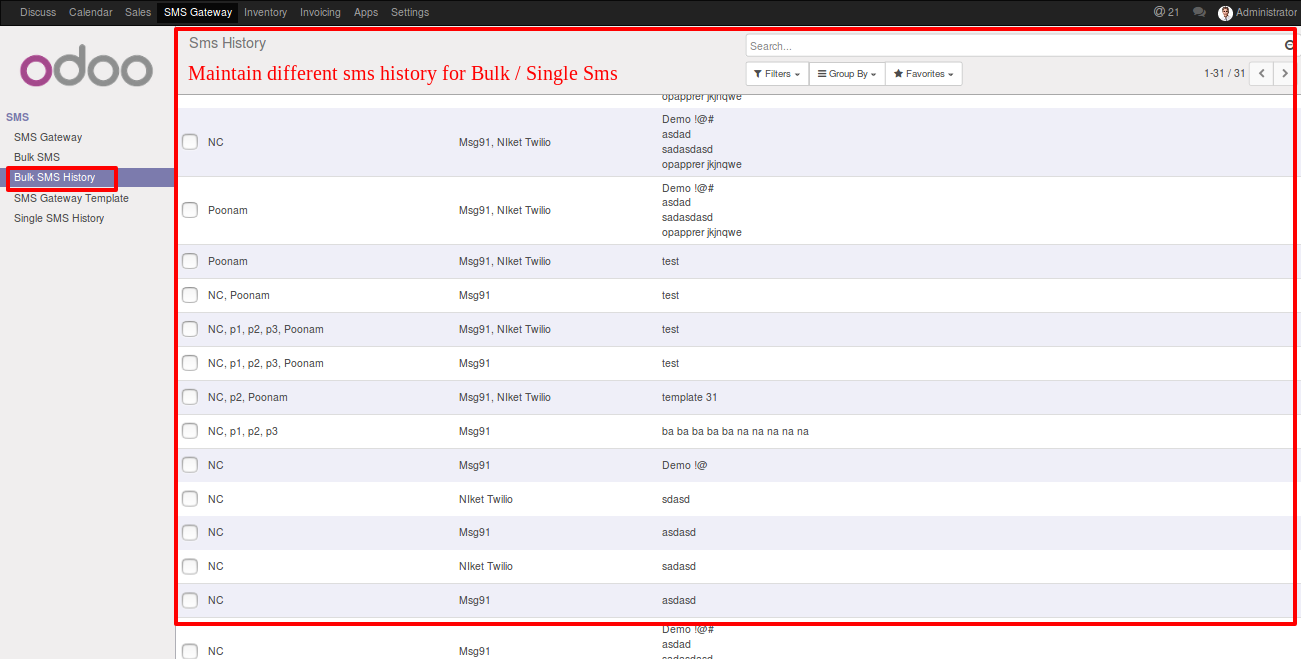 Discuss Calendar Sales SMS Gateway Inventory Invoicing Apps Settings @ 21 Administrator
odoo
Sms History
Search...
Maintain different sms history for Bulk / Single Sms
Filters Group By Favorites 1-31 / 31
SMS
SMS Gateway
Bulk SMS
Bulk SMS History
SMS Gateway Template
Single SMS History
opapprer jkjnqwe
Demo !@#
asdad
NC Msg91, NIket Twilio
sadasdasd
opapprer jkjnqwe
Demo !@#
asdad
Poonam Msg91, NIket Twilio
sadasdasd
opapprer jkjnqwe
Poonam Msg91, NIket Twilio test
NC, Poonam Msg91 test
NC, p1, p2, p3, Poonam Msg91, NIket Twilio test
NC, p1, p2, p3, Poonam Msg91 test
NC, p2, Poonam Msg91, NIket Twilio template 31
NC, p1, p2, p3 Msg91 ba ba ba ba ba na na na na na
NC Msg91 Demo !@
NC NIket Twilio sdasd
NC Msg91 asdasd
NC NIket Twilio sadasd
NC Msg91 asdasd
Demo !@#
asdad
NC Msg91
sadasdasd